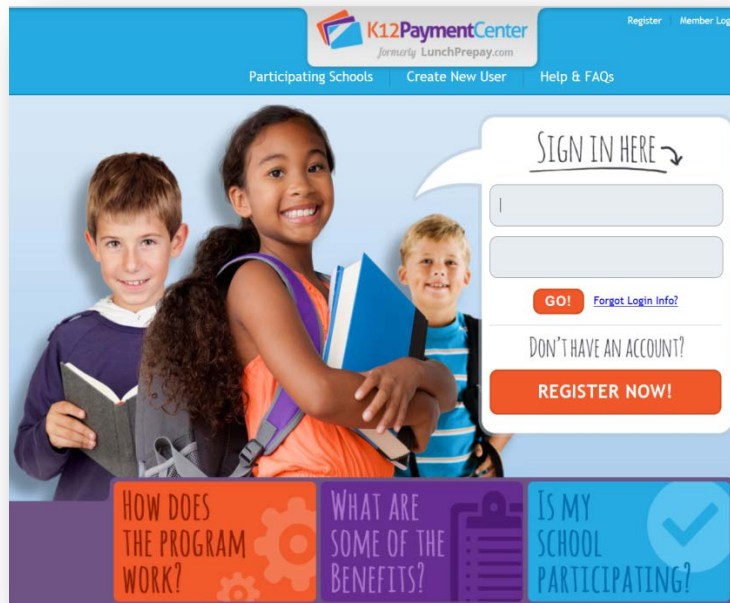 Register Member Log
K12PaymentCenter
formerly LunchPrepay.com
Participating Schools Create New User Help & FAQs
SIGN IN HERE
GO! Forgot Login Info?
DON'T HAVE AN ACCOUNT?
REGISTER NOW!
HOW DOES
THE PROGRAM
WORK?
WHAT ARE
SOME OF THE
BENEFITS?
IS MY
SCHOOL
PARTICIPATING?